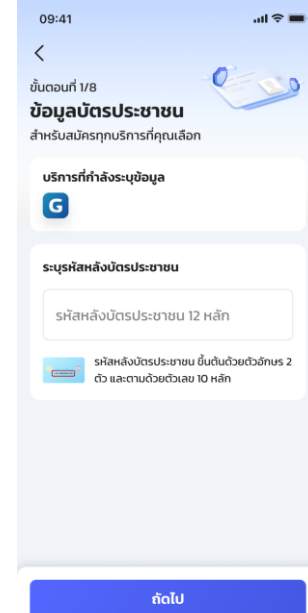 09:41
ขั้นตอนที่ 1/8
ข้อมูลบัตรประชาชน
สำหรับสมัครทุกบริการที่คุณเลือก
บริการที่กำลังระบุข้อมูล
G
ระบุรหัสหลังบัตรประชาชน
รหัสหลังบัตรประชาชน 12 หลัก
รหัสหลังบัตรประชาชน ขึ้นต้นด้วยตัวอักษร 2
ตัว และตามด้วยตัวเลข 10 หลัก
ถัดไป